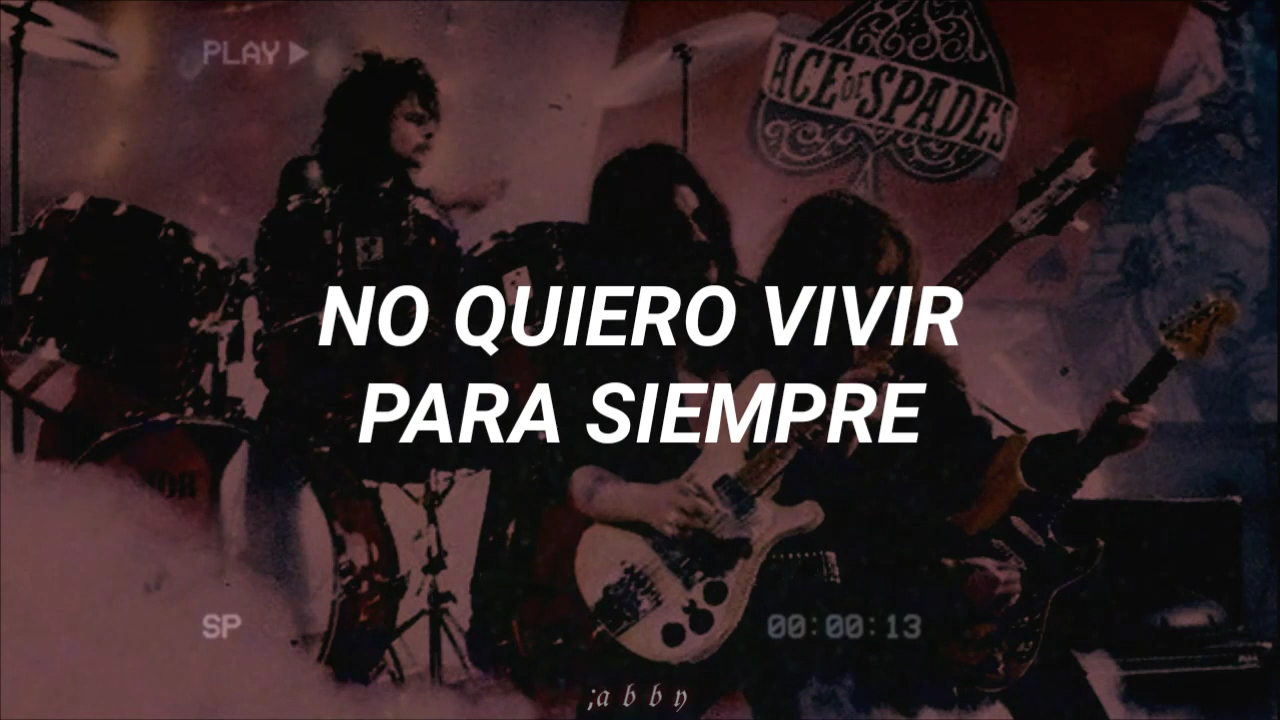 PLAY
ACE OF SPADES
NO QUIERO VIVIR
PARA SIEMPRE
SP
00:00:13
;abby